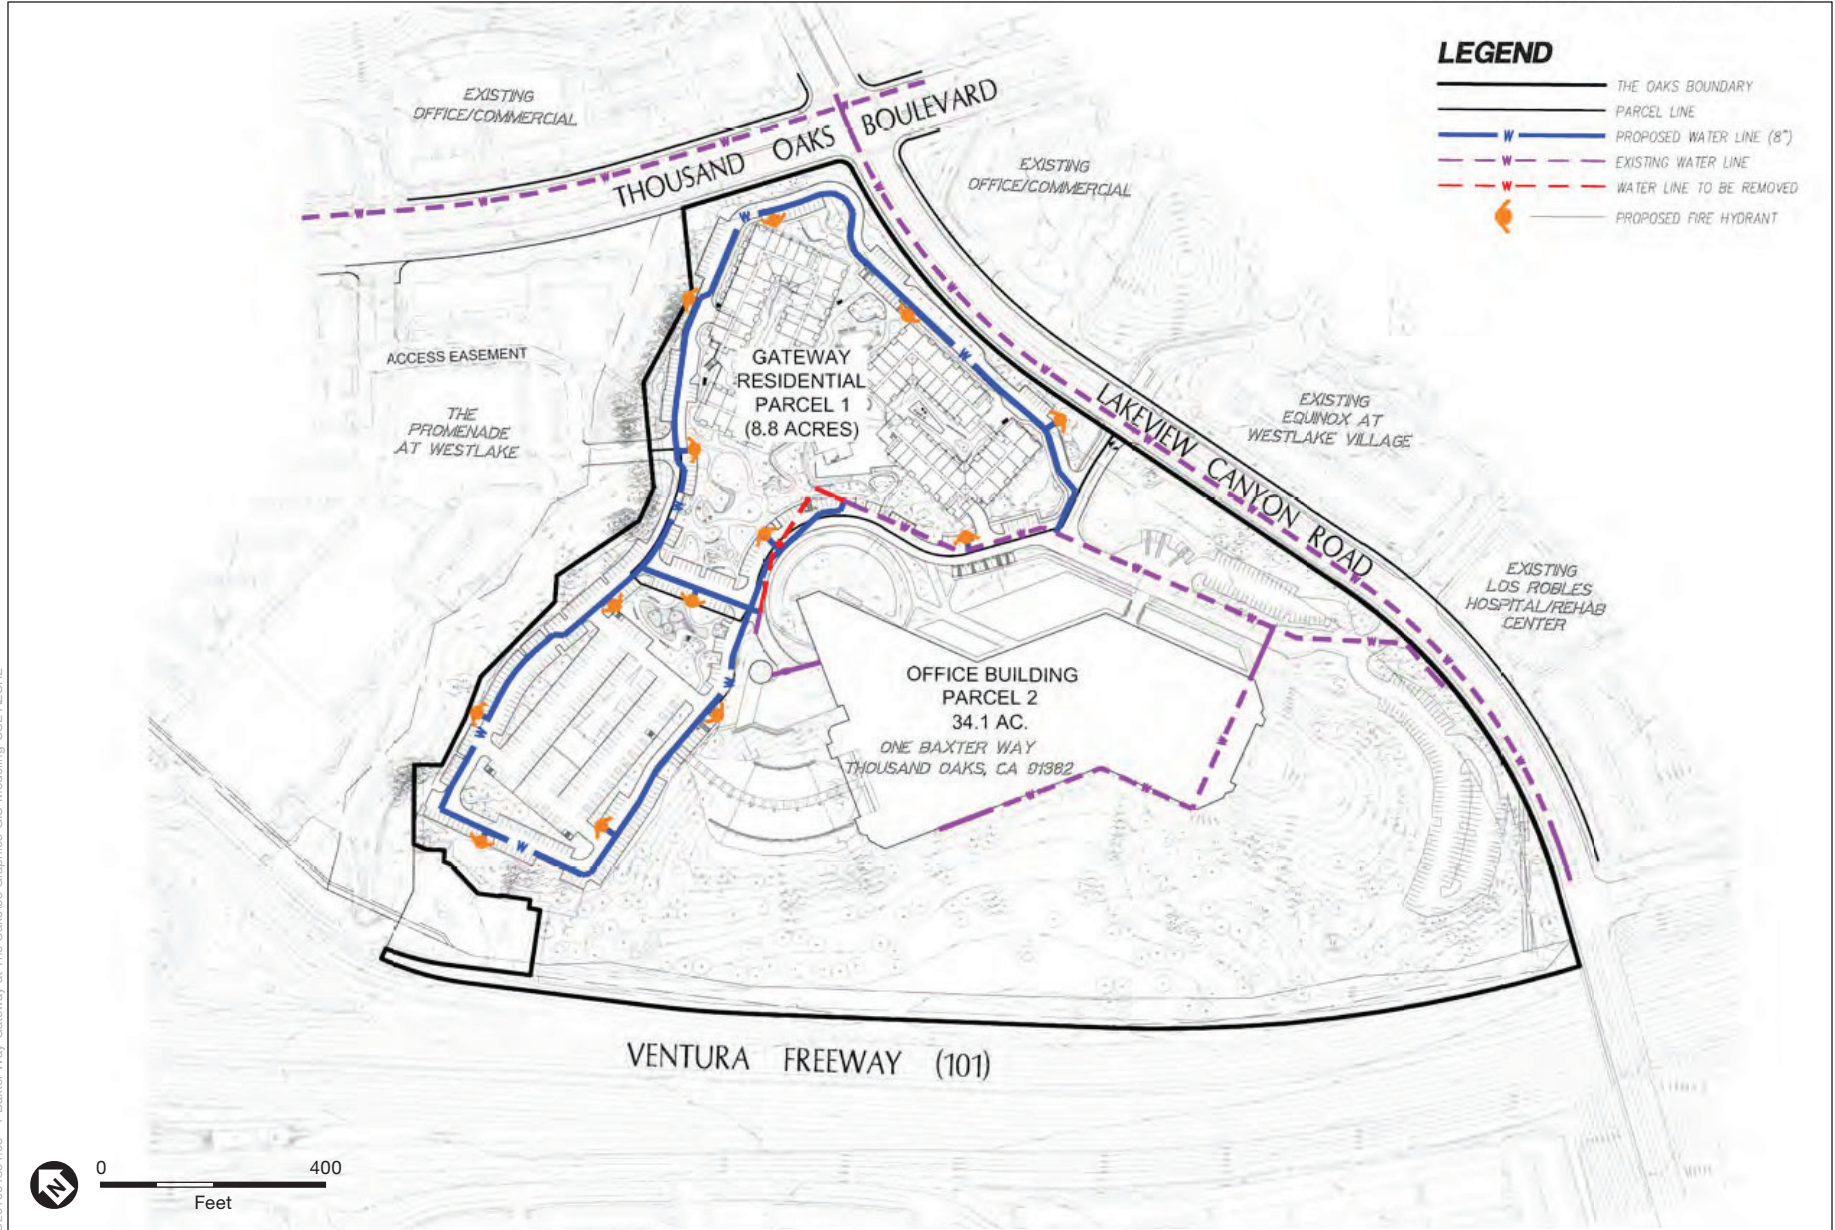 LEGEND
THE OAKS BOUNDARY
PARCEL LINE
W PROPOSED WATER LINE (8")
W EXISTING WATER LINE
W WATER LINE TO BE REMOVED
PROPOSED FIRE HYDRANT
EXISTING
OFFICE/COMMERCIAL
THOUSAND OAKS BOULEVARD
EXISTING
OFFICE/COMMERCIAL
ACCESS EASEMENT
THE
PROMENADE
AT WESTLAKE
GATEWAY
RESIDENTIAL
PARCEL 1
(8.8 ACRES)
LAKEVIEW CANYON ROAD
EXISTING
EQUINOX AT
WESTLAKE VILLAGE
EXISTING
LOS ROBLES
HOSPITAL/REHAB
CENTER
OFFICE BUILDING
PARCEL 2
34.1 AC.
ONE BAXTER WAY
THOUSAND OAKS, CA 91362
VENTURA FREEWAY (101)
N
0 400
Feet